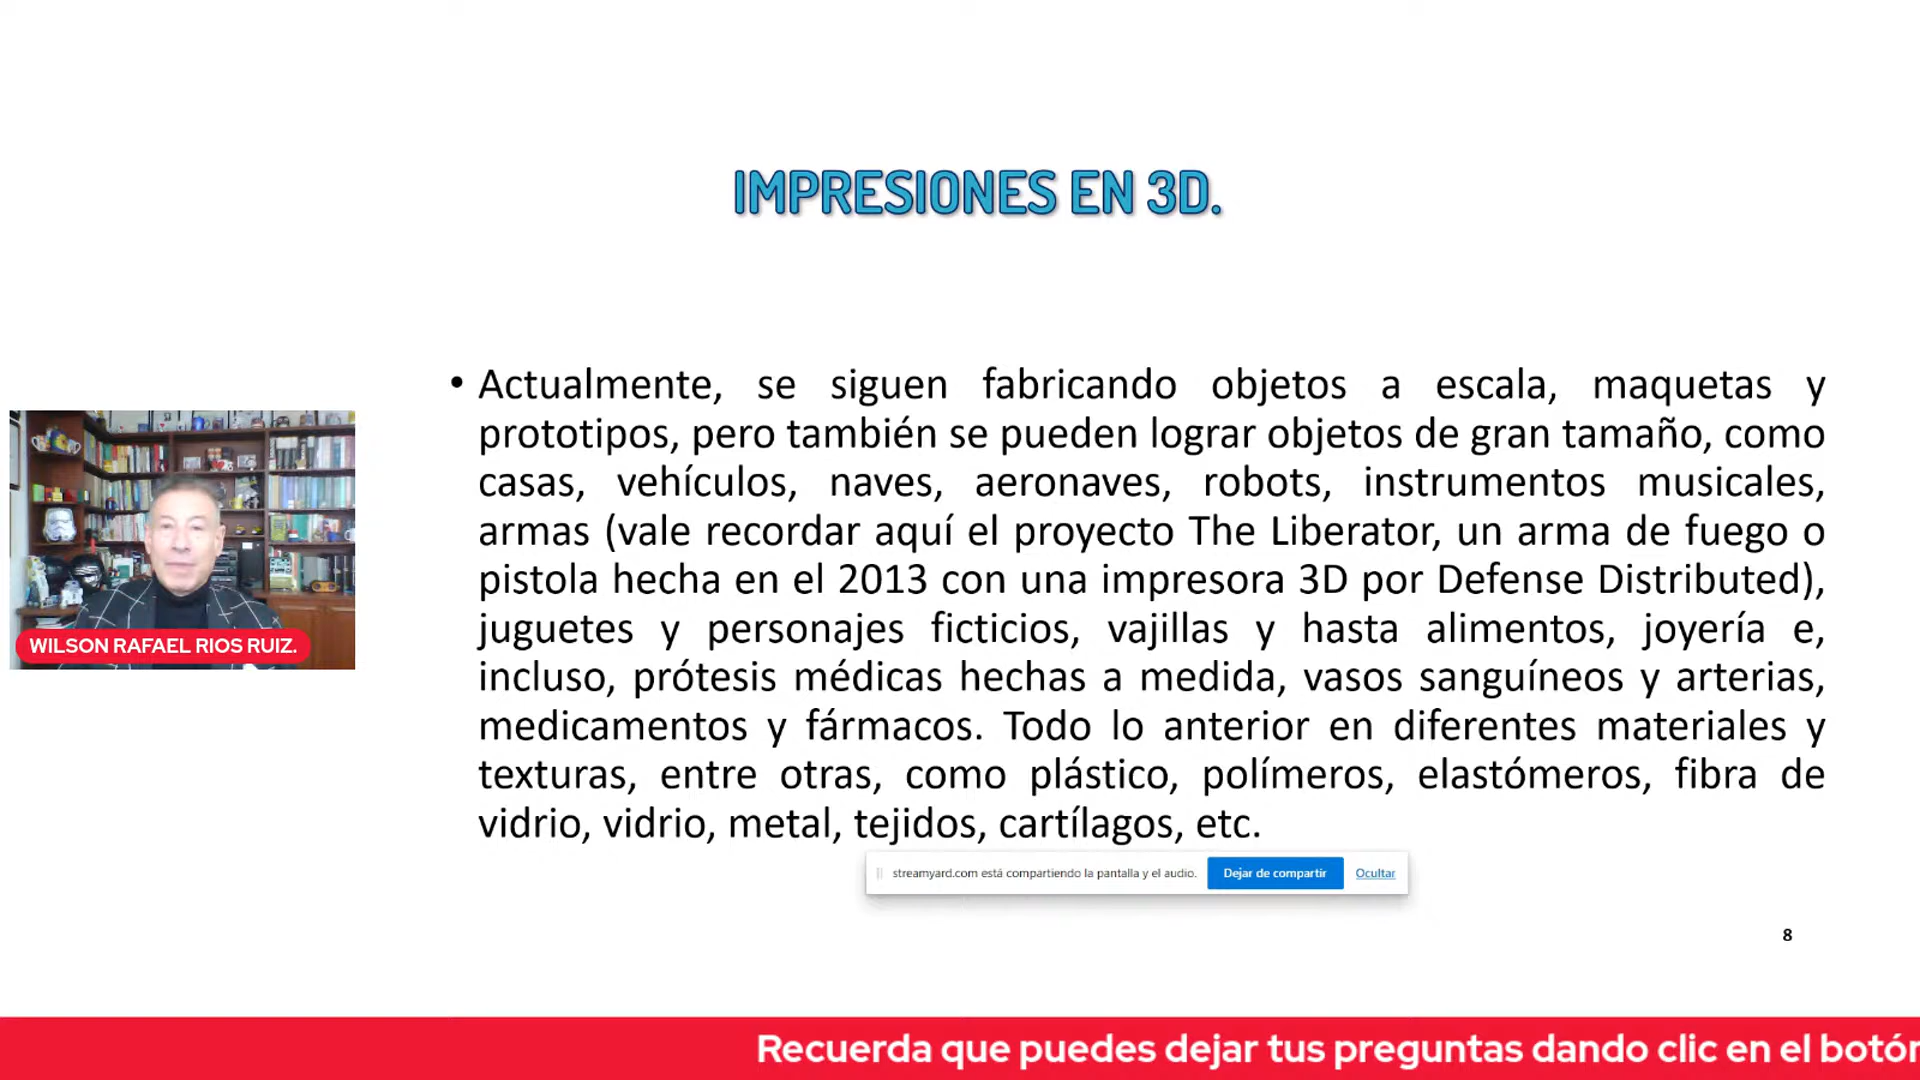 IMPRESIONES EN 3D.
• Actualmente, se siguen fabricando objetos a escala, maquetas y
prototipos, pero también se pueden lograr objetos de gran tamaño, como
casas, vehículos, naves, aeronaves, robots, instrumentos musicales,
armas (vale recordar aquí el proyecto The Liberator, un arma de fuego o
pistola hecha en el 2013 con una impresora 3D por Defense Distributed),
juguetes y personajes ficticios, vajillas y hasta alimentos, joyería e,
incluso, prótesis médicas hechas a medida, vasos sanguíneos y arterias,
medicamentos y fármacos. Todo lo anterior en diferentes materiales y
texturas, entre otras, como plástico, polímeros, elastómeros, fibra de
vidrio, vidrio, metal, tejidos, cartílagos, etc.
WILSON RAFAEL RIOS RUIZ.
streamyard.com está compartiendo la pantalla y el audio. Dejar de compartir Ocultar
8
Recuerda que puedes dejar tus preguntas dando clic en el botón